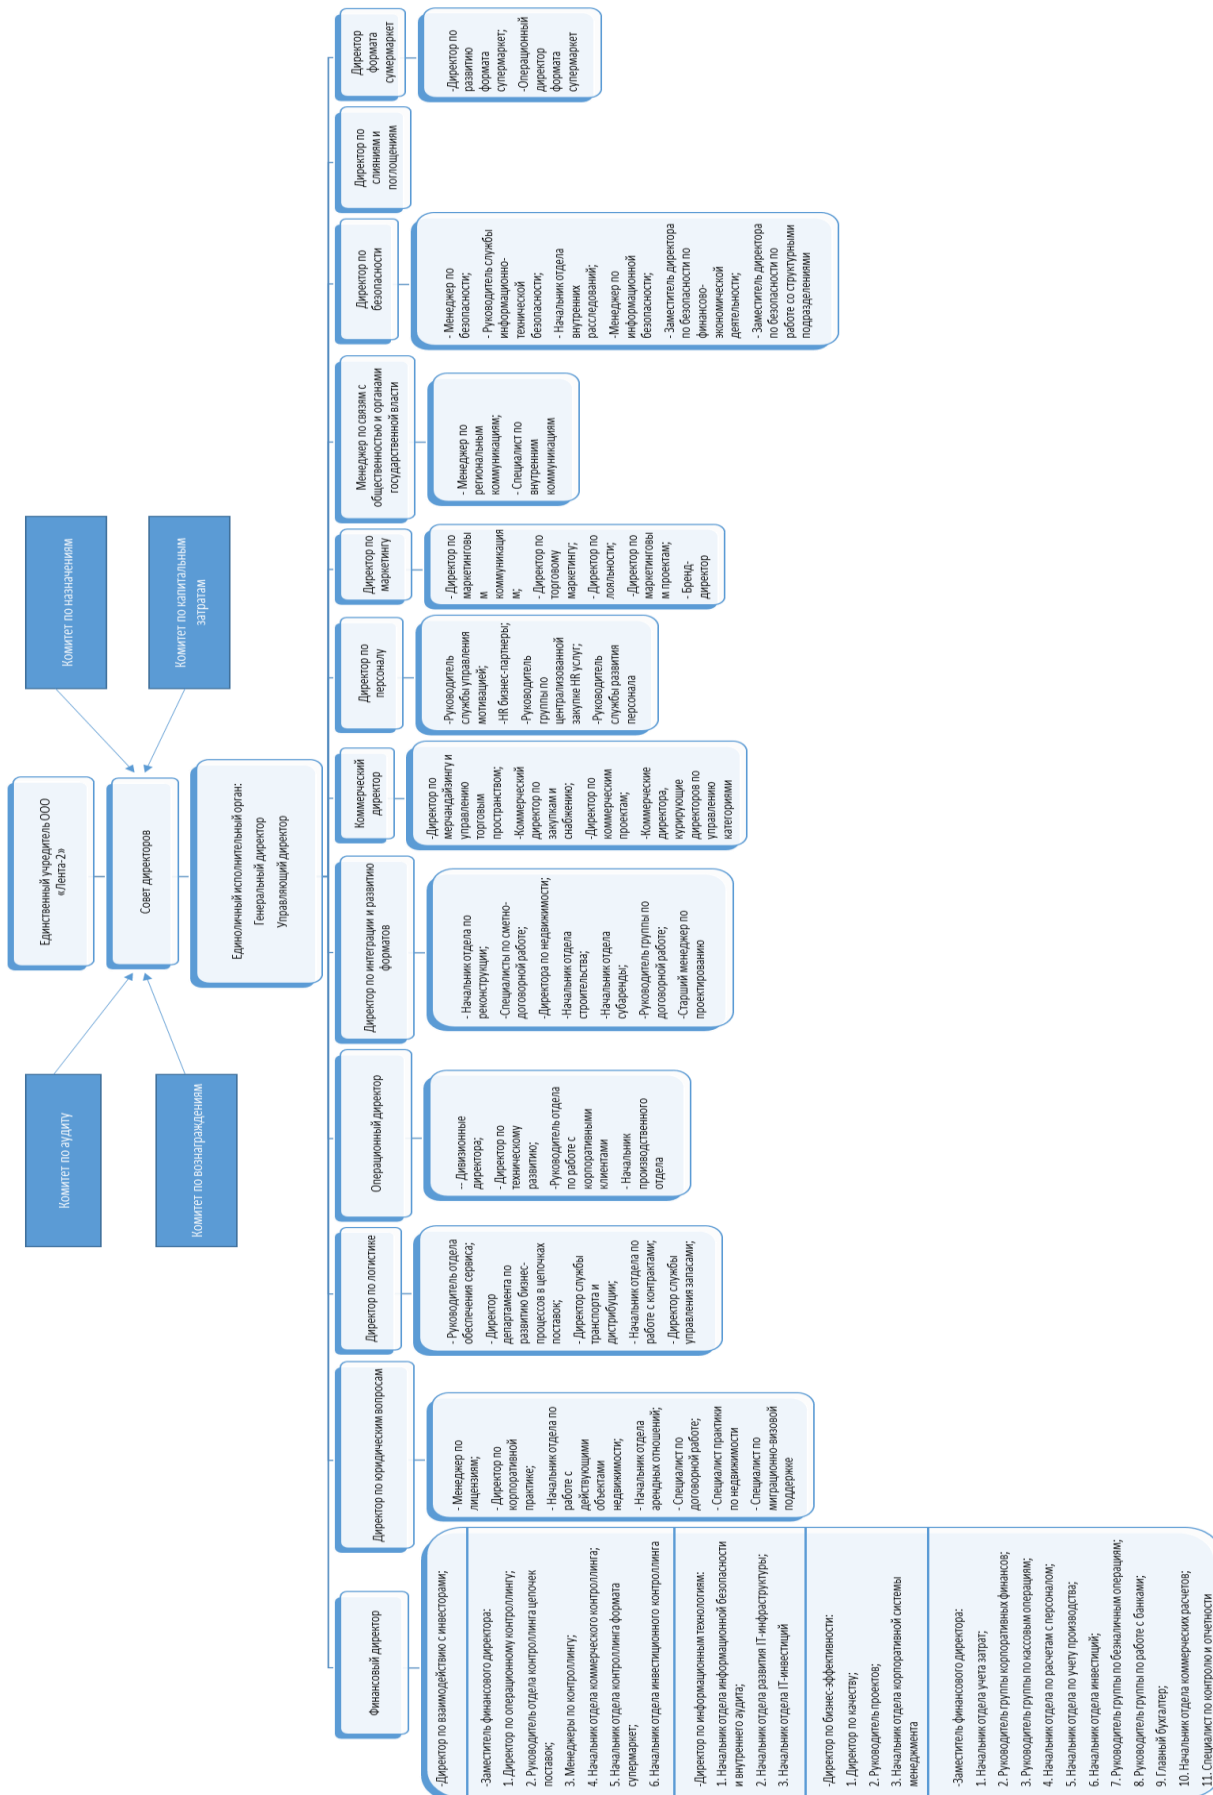 Единственный учредитель ООО
«Лента-2»
Комитет по аудиту
Комитет по вознаграждениям
Совет директоров
Комитет по назначениям
Комитет по капитальным
затратам
Единоличный исполнительный орган:
Генеральный директор
Управляющий директор
Финансовый директор
-Директор по взаимодействию с инвесторами;
-Заместитель финансового директора:
1. Директор по операционному контроллингу;
2. Руководитель отдела контроллинга цепочек
поставок;
3. Менеджеры по контроллингу;
4. Начальник отдела коммерческого контроллинга;
5. Начальник отдела контроллинга формата
супермаркет;
6. Начальник отдела инвестиционного контроллинга
-Директор по информационным технологиям:
1. Начальник отдела информационной безопасности
и внутреннего аудита;
2. Начальник отдела развития IT-инфраструктуры;
3. Начальник отдела IT-инвестиций
-Директор по бизнес-эффективности:
1. Директор по качеству;
2. Руководитель проектов;
3. Начальник отдела корпоративной системы
менеджмента
-Заместитель финансового директора:
1. Начальник отдела учета затрат;
2. Руководитель группы корпоративных финансов;
3. Руководитель группы по кассовым операциям;
4. Начальник отдела по расчетам с персоналом;
5. Начальник отдела по учету производства;
6. Начальник отдела инвестиций;
7. Руководитель группы по безналичным операциям;
8. Руководитель группы по работе с банками;
9. Главный бухгалтер;
10. Начальник отдела коммерческих расчетов;
11. Специалист по контролю и отчетности
Директор по юридическим вопросам
- Менеджер по
лицензиям;
- Директор по
корпоративной
практике;
- Начальник отдела по
работе с
действующими
объектами
недвижимости;
- Начальник отдела
арендных отношений;
- Специалист по
договорной работе;
- Специалист практики
по недвижимости
- Специалист по
миграционно-визовой
поддержке
Директор по логистике
- Руководитель отдела
обеспечения сервиса;
- Директор
департамента по
развитию бизнес-
процессов в цепочках
поставок;
- Директор службы
транспорта и
дистрибуции;
- Начальник отдела по
работе с контрактами;
- Директор службы
управления запасами;
Операционный директор
-- Дивизионные
директора;
- Директор по
техническому
развитию;
-Руководитель отдела
по работе с
корпоративными
клиентами
- Начальник
производственного
отдела
Директор по интеграции и развитию
форматов
- Начальник отдела по
реконструкции;
-Специалисты по сметно-
договорной работе;
-Директора по недвижимости;
-Начальник отдела
строительства;
-Начальник отдела
субаренды;
-Руководитель группы по
договорной работе;
-Старший менеджер по
проектированию
Коммерческий
директор
-Директор по
мерчандайзингу и
управлению
торговым
пространством;
-Коммерческий
директор по
закупкам и
снабжению;
-Директор по
коммерческим
проектам;
-Коммерческие
директора,
курирующие
директоров по
управлению
категориями
Директор по
персоналу
-Руководитель
службы управления
мотивацией;
-HR бизнес-партнеры;
-Руководитель
группы по
централизованной
закупке HR услуг;
-Руководитель
службы развития
персонала
Директор по
маркетингу
- Директор по
маркетинговы
м
коммуникация
м;
- Директор по
торговому
маркетингу;
- Директор по
лояльности;
-Директор по
маркетинговы
м проектам;
- Бренд-
директор
Менеджер по связям с
общественностью и органами
государственной власти
- Менеджер по
региональным
коммуникациям;
- Специалист по
внутренним
коммуникациям
Директор по
безопасности
- Менеджер по
безопасности;
- Руководитель службы
информационно-
технической
безопасности;
- Начальник отдела
внутренних
расследований;
-Менеджер по
информационной
безопасности;
- Заместитель директора
по безопасности по
финансово-
экономической
деятельности;
- Заместитель директора
по безопасности по
работе со структурными
подразделениями
Директор по
слияниям и
поглощениям
Директор
формата
сумермаркет
-Директор по
развитию
формата
супермаркет;
-Операционный
директор
формата
супермаркет